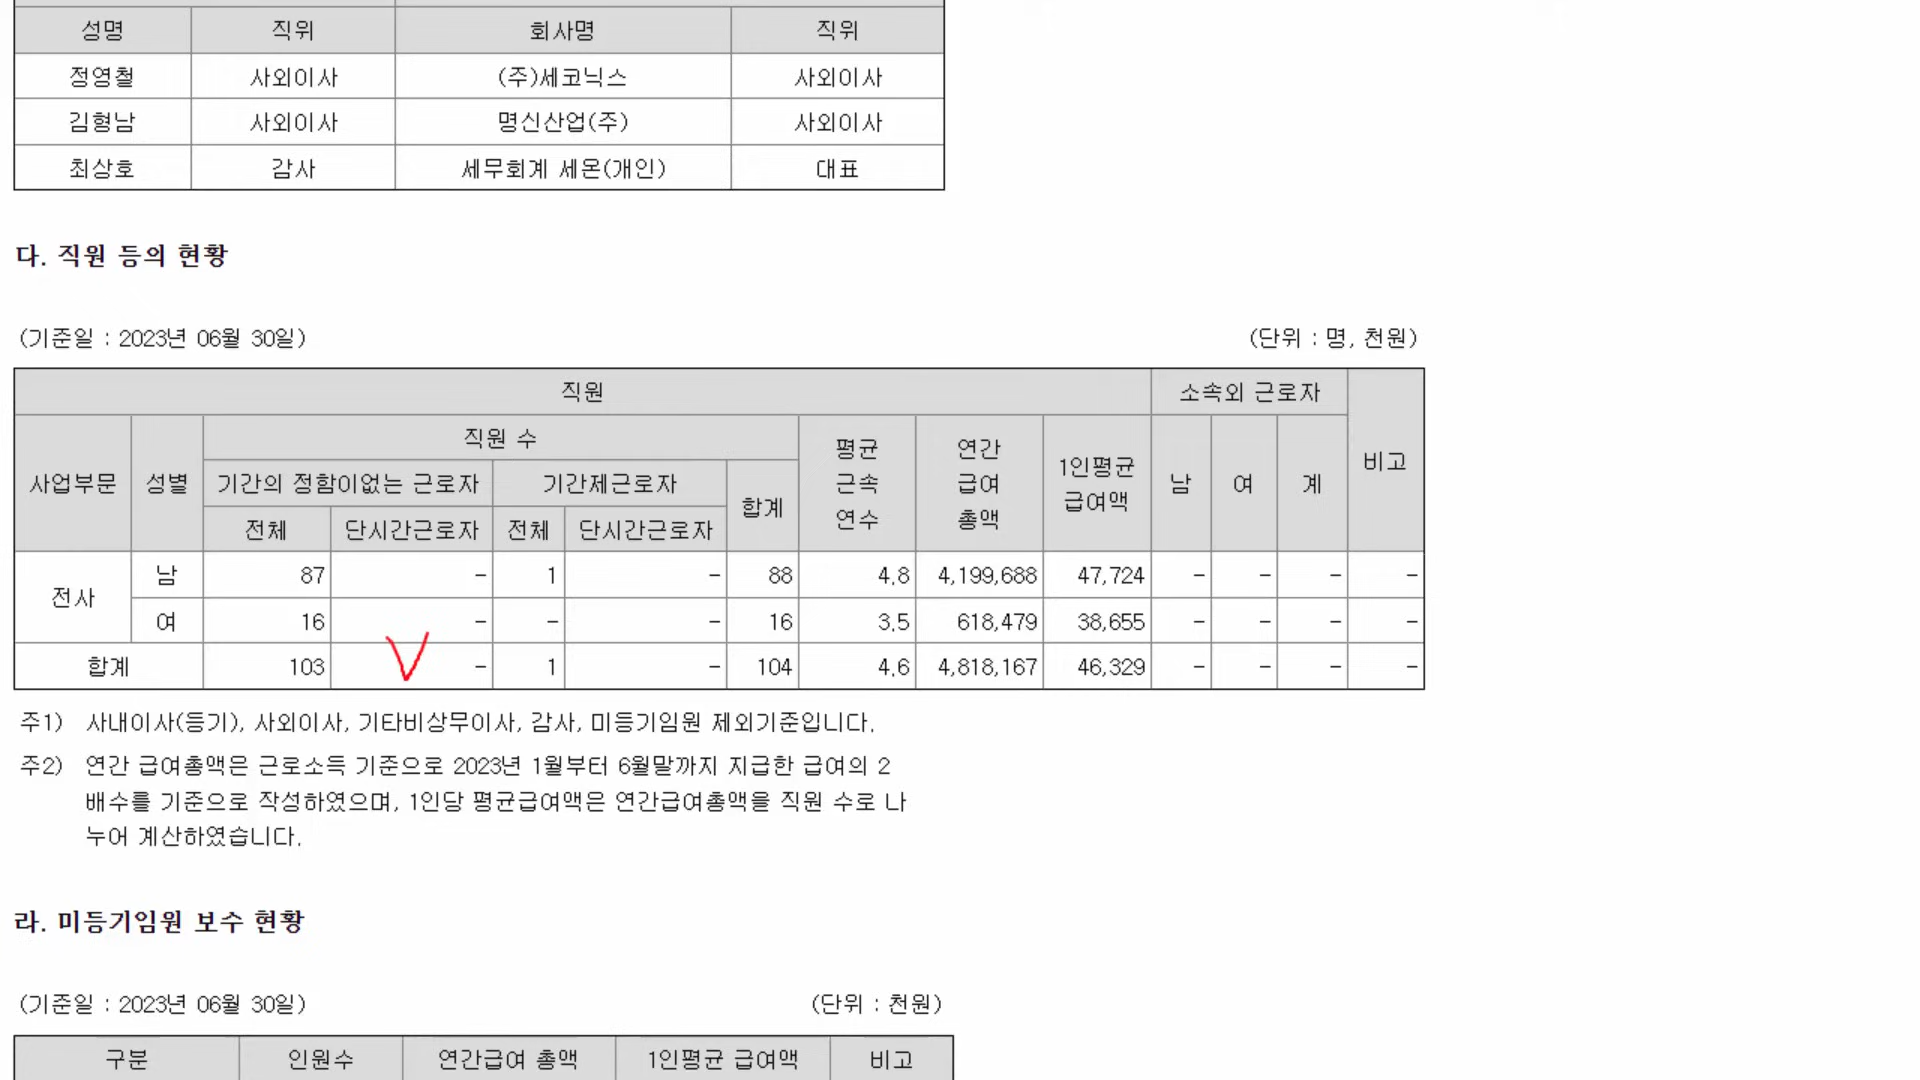 성명 직위 회사명 직위
정영철 사외이사 (주)세코닉스 사외이사
김형남 사외이사 명신산업(주) 사외이사
최상호 감사 세무회계 세온(개인) 대표
다. 직원 등의 현황
(기준일 : 2023년 06월 30일) (단위 : 명, 천원)
직원 소속외 근로자 비고
사업부문 성별 직원 수 평균 근속 연수 연간 급여 총액 1인평균 급여액 남 여 계
기간의 정함이없는 근로자 기간제근로자 합계
전체 단시간근로자 전체 단시간근로자
전사 남 87 - 1 - 88 4.8 4,199,688 47,724 - - - -
여 16 - - - 16 3.5 618,479 38,655 - - - -
합계 103 - 1 - 104 4.6 4,818,167 46,329 - - - -
주1) 사내이사(등기), 사외이사, 기타비상무이사, 감사, 미등기임원 제외기준입니다.
주2) 연간 급여총액은 근로소득 기준으로 2023년 1월부터 6월말까지 지급한 급여의 2
배수를 기준으로 작성하였으며, 1인당 평균급여액은 연간급여총액을 직원 수로 나
누어 계산하였습니다.
라. 미등기임원 보수 현황
(기준일 : 2023년 06월 30일) (단위 : 천원)
구분 인원수 연간급여 총액 1인평균 급여액 비고